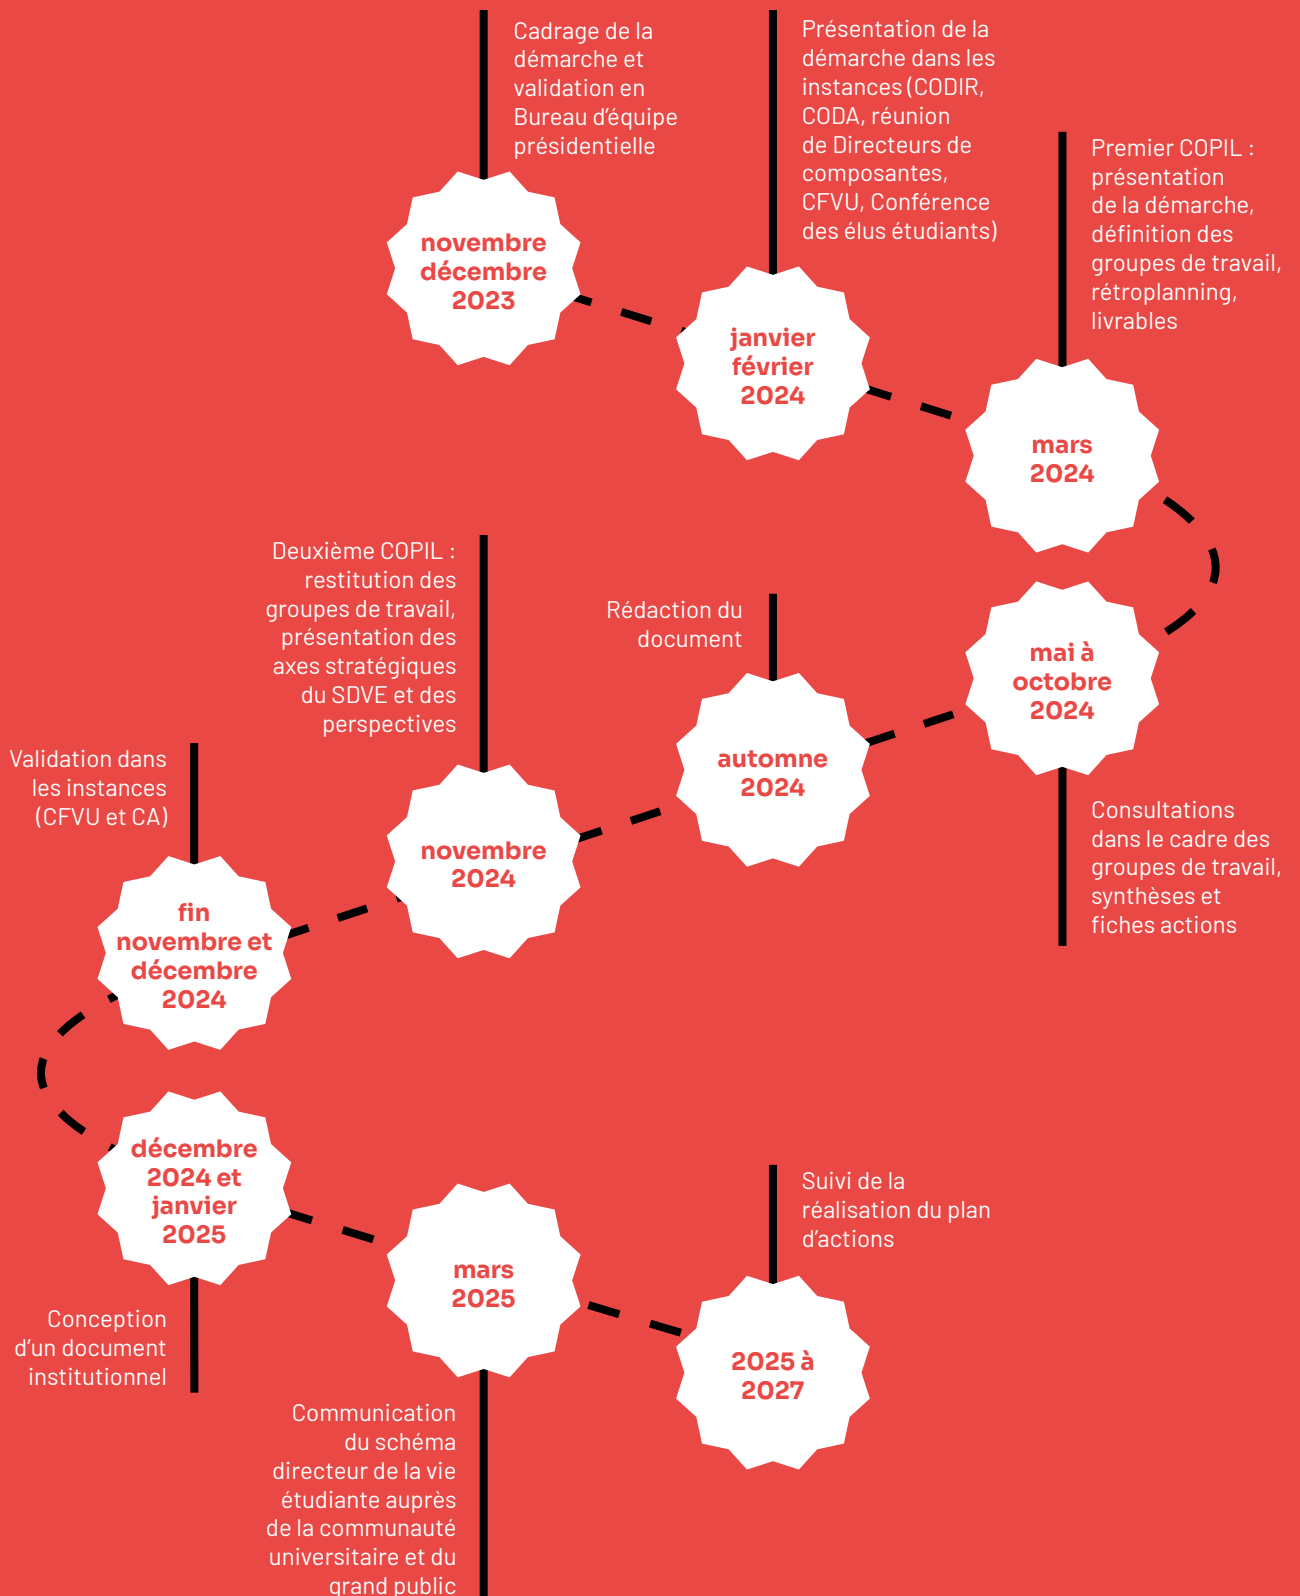 novembre
décembre
2023
Cadrage de la
démarche et
validation en
Bureau d'équipe
présidentielle
janvier
février
2024
Présentation de la
démarche dans les
instances (CODIR,
CODA, réunion
de Directeurs de
composantes,
CFVU, Conférence
des élus étudiants)
mars
2024
Premier COPIL :
présentation
de la démarche,
définition des
groupes de travail,
rétroplanning,
livrables
mai à
octobre
2024
Consultations
dans le cadre des
groupes de travail,
synthèses et
fiches actions
automne
2024
Rédaction du
document
novembre
2024
Deuxième COPIL :
restitution des
groupes de travail,
présentation des
axes stratégiques
du SDVE et des
perspectives
fin
novembre et
décembre
2024
Validation dans
les instances
(CFVU et CA)
décembre
2024 et
janvier
2025
Conception
d'un document
institutionnel
mars
2025
Communication
du schéma
directeur de la vie
étudiante auprès
de la communauté
universitaire et du
grand public
2025 à
2027
Suivi de la
réalisation du plan
d'actions